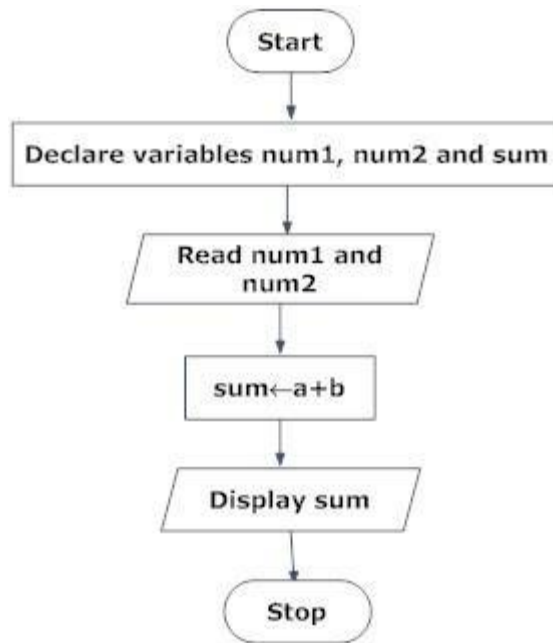 Start
Declare variables num1, num2 and sum
Read num1 and
num2
sum←a+b
Display sum
Stop